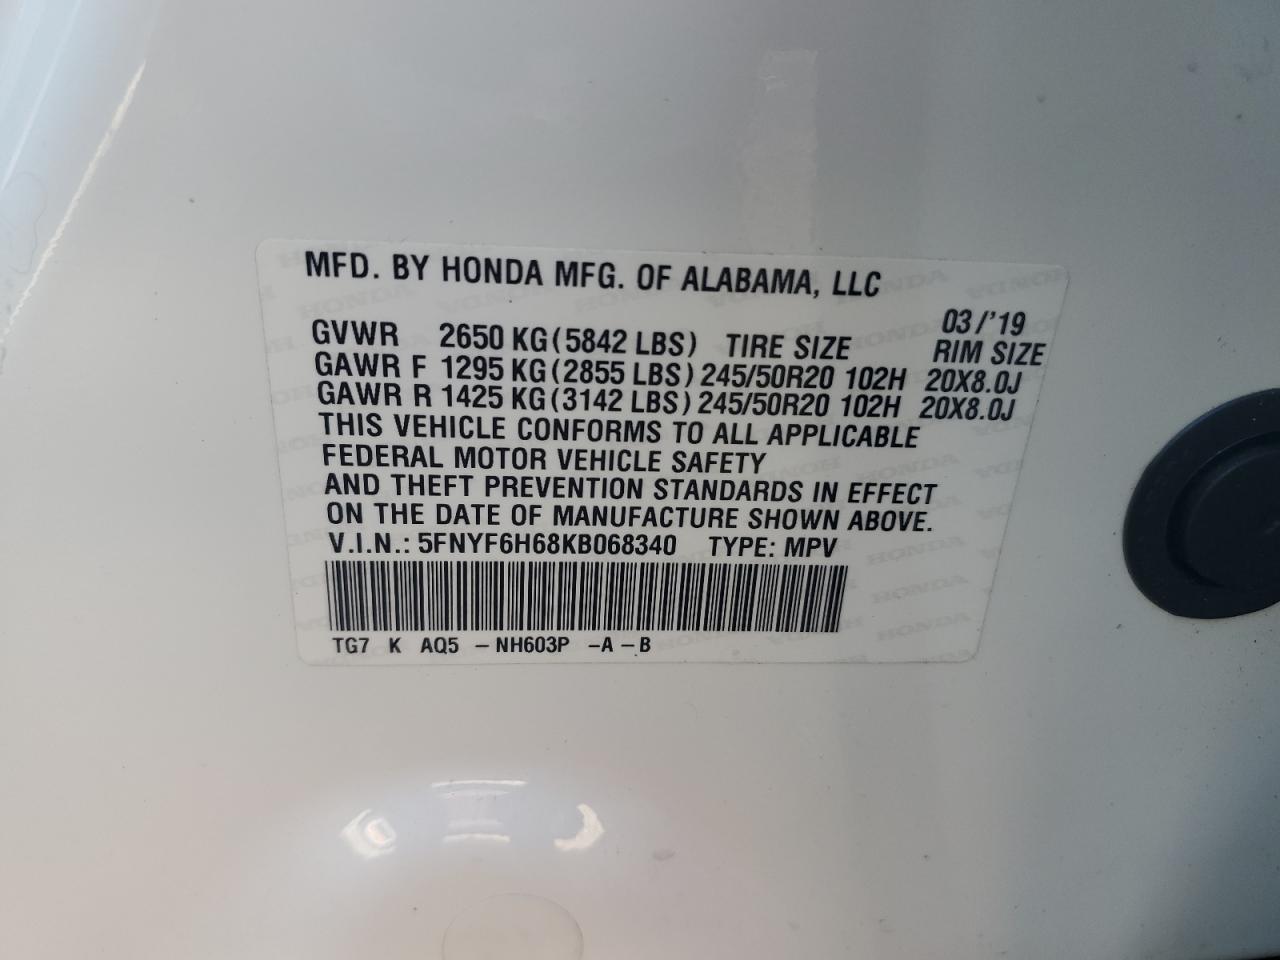 MFD. BY HONDA MFG. OF ALABAMA, LLC
03/'19
GVWR 2650 KG(5842 LBS) TIRE SIZE RIM SIZE
GAWR F 1295 KG(2855 LBS) 245/50R20 102H 20X8.0J
GAWR R 1425 KG(3142 LBS) 245/50R20 102H 20X8.0J
THIS VEHICLE CONFORMS TO ALL APPLICABLE
FEDERAL MOTOR VEHICLE SAFETY
AND THEFT PREVENTION STANDARDS IN EFFECT
ON THE DATE OF MANUFACTURE SHOWN ABOVE.
V.I.N.: 5FNYF6H68KB068340 TYPE: MPV
TG7 K AQ5 -NH603P -A-B